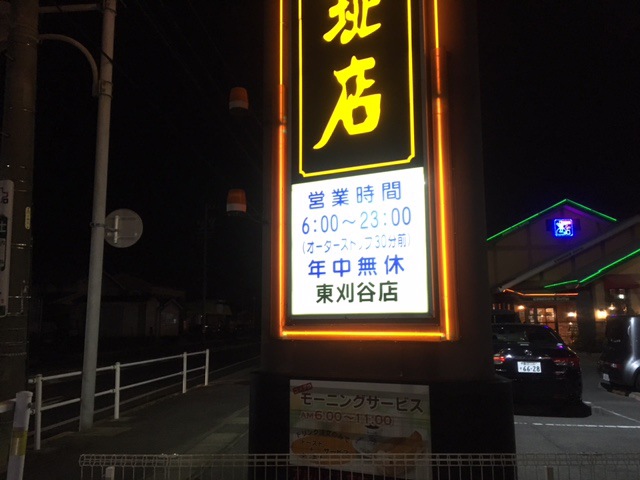 琲
店
営業時間
6:00～23:00
(オーダーストップ30分前)
年中無休
東刈谷店
モーニングサービス
AM6:00～11:00
66-28